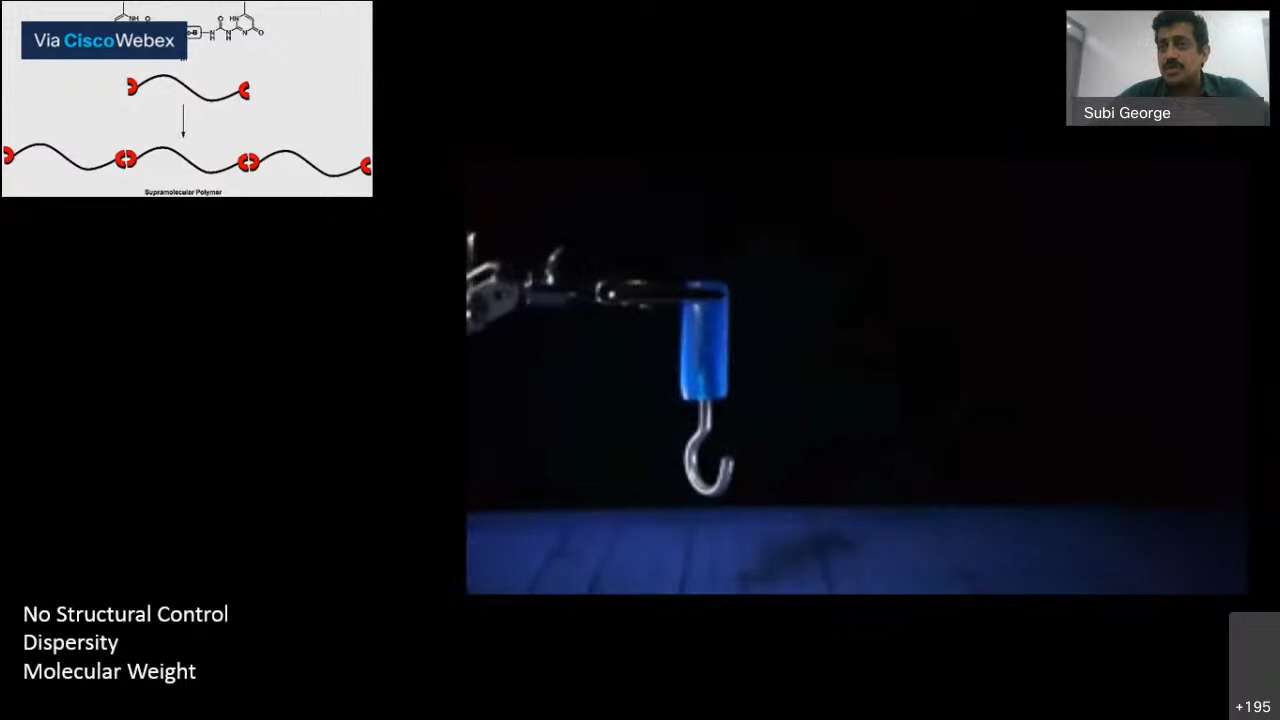 Via CiscoWebex
Supramolecular Polymer
Subi George
No Structural Control
Dispersity
Molecular Weight
+195